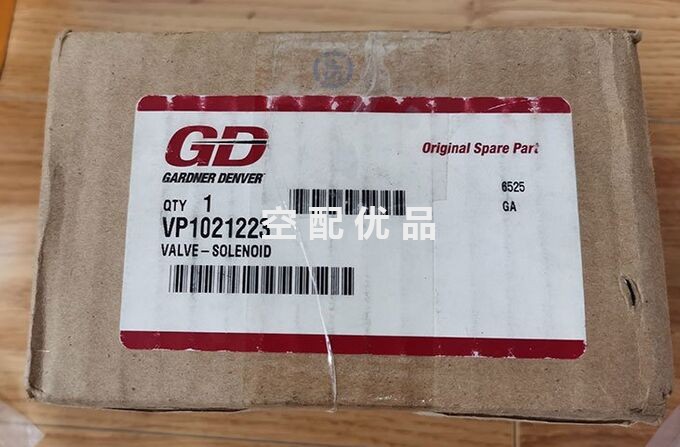 GD
GARDNER DENVER
Original Spare Part
QTY 1
6525
GA
VP1021223
空配优品
VALVE-SOLENOID